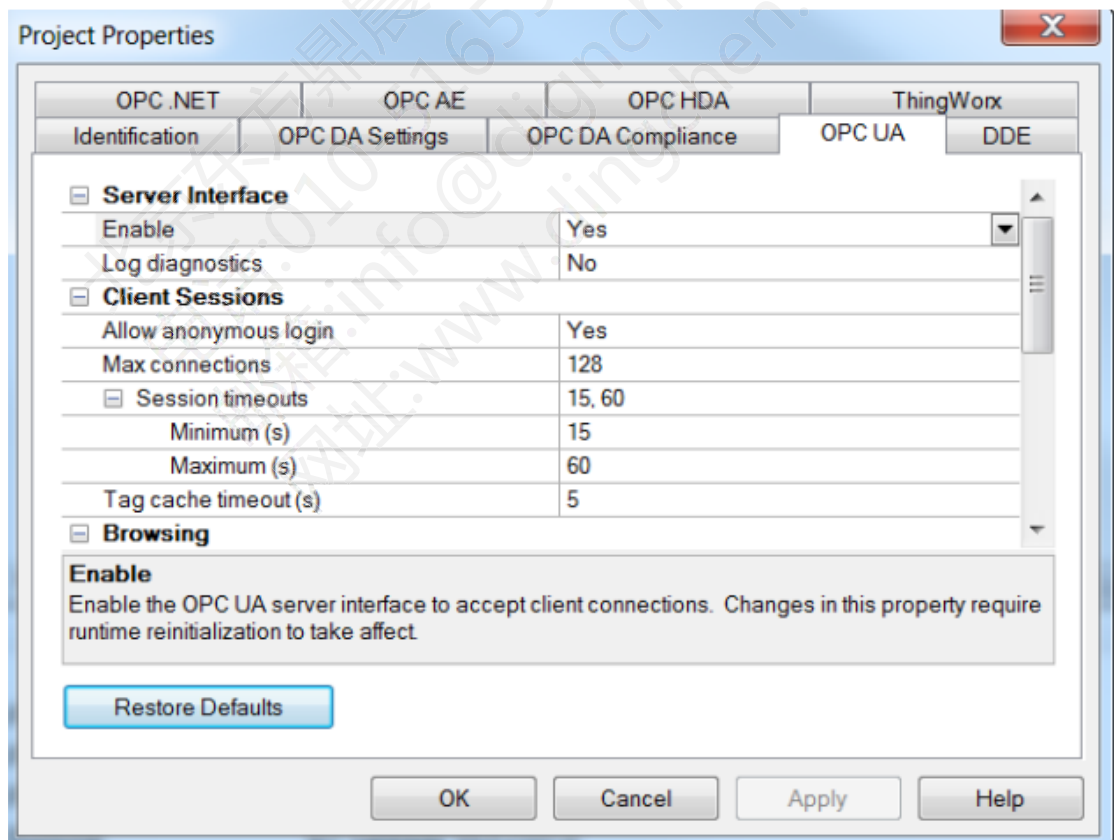 Project Properties
OPC .NET OPC AE OPC HDA ThingWorx
Identification OPC DA Settings OPC DA Compliance OPC UA DDE
Server Interface
Enable Yes
Log diagnostics No
Client Sessions
Allow anonymous login Yes
Max connections 128
Session timeouts 15, 60
Minimum (s) 15
Maximum (s) 60
Tag cache timeout (s) 5
Browsing
Enable
Enable the OPC UA server interface to accept client connections. Changes in this property require
runtime reinitialization to take affect.
Restore Defaults
OK Cancel Apply Help